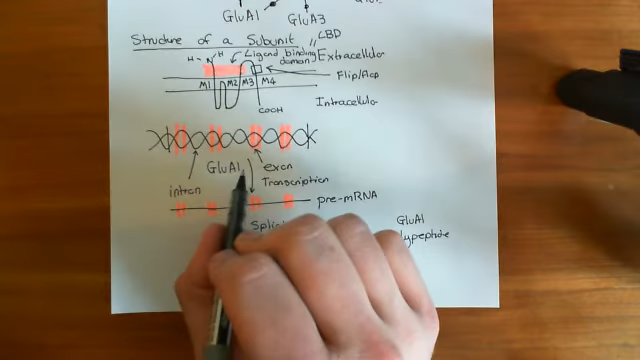 GluA1
GluA3
Structure of a Subunit // LBD
H - N H Ligand binding domain
Extracellular
Flip/Flop
M1 M2 M3 M4
COOH
Intracellular
GluA1
exon
Transcription
intron
pre-mRNA
GluA1